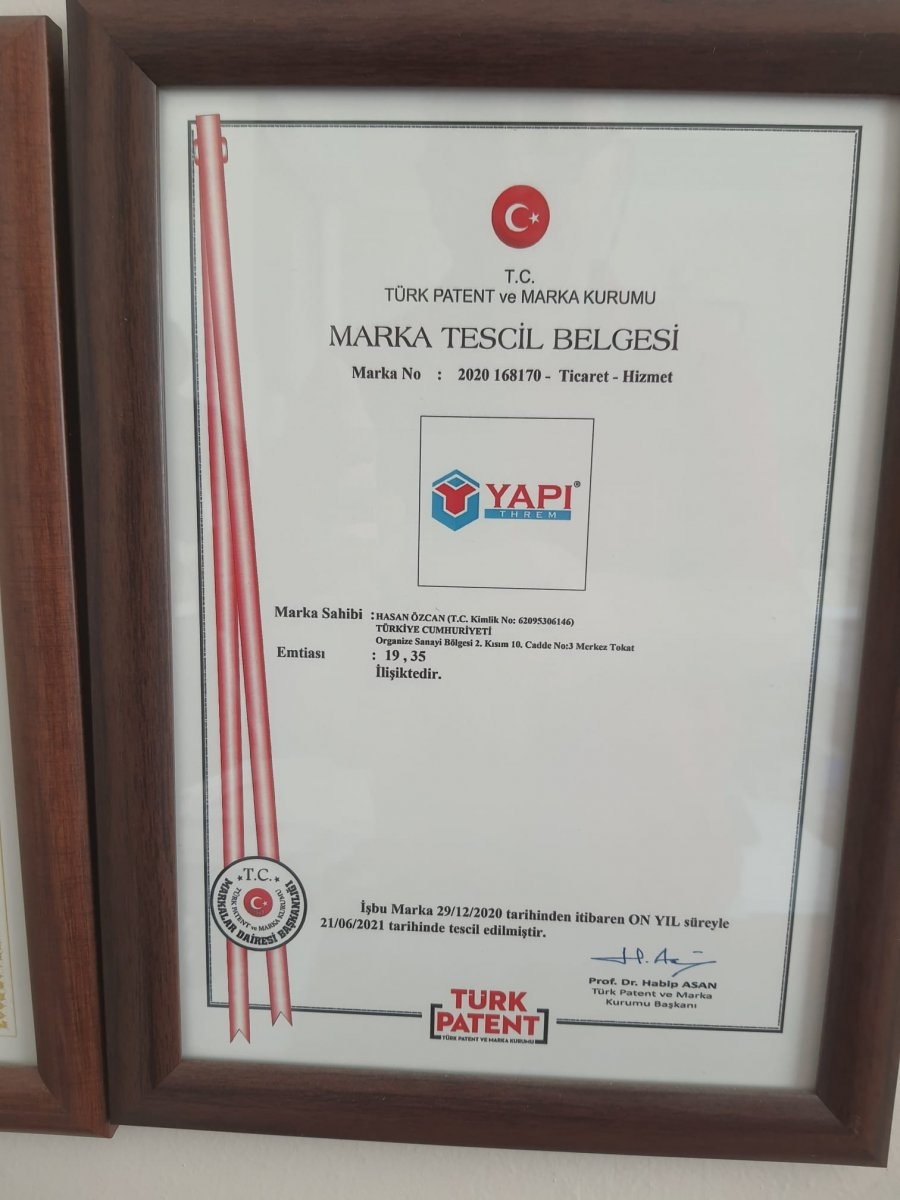 T.C.
TÜRK PATENT ve MARKA KURUMU
MARKA TESCİL BELGESİ
Marka No : 2020 168170 - Ticaret - Hizmet
YAPI®
THREM
Marka Sahibi : HASAN ÖZCAN (T.C. Kimlik No: 62095306146)
TÜRKİYE CUMHURİYETİ
Organize Sanayi Bölgesi 2. Kısım 10. Cadde No:3 Merkez Tokat
Emtiası : 19 , 35
İlişiktedir.
T.C.
TÜRK PATENT ve MARKA KURUMU
MARKALAR DAİRESİ BAŞKANLIĞI
İşbu Marka 29/12/2020 tarihinden itibaren ON YIL süreyle
21/06/2021 tarihinde tescil edilmiştir.
Prof. Dr. Habip ASAN
Türk Patent ve Marka
Kurumu Başkanı
TÜRK
PATENT
TÜRK PATENT VE MARKA KURUMU